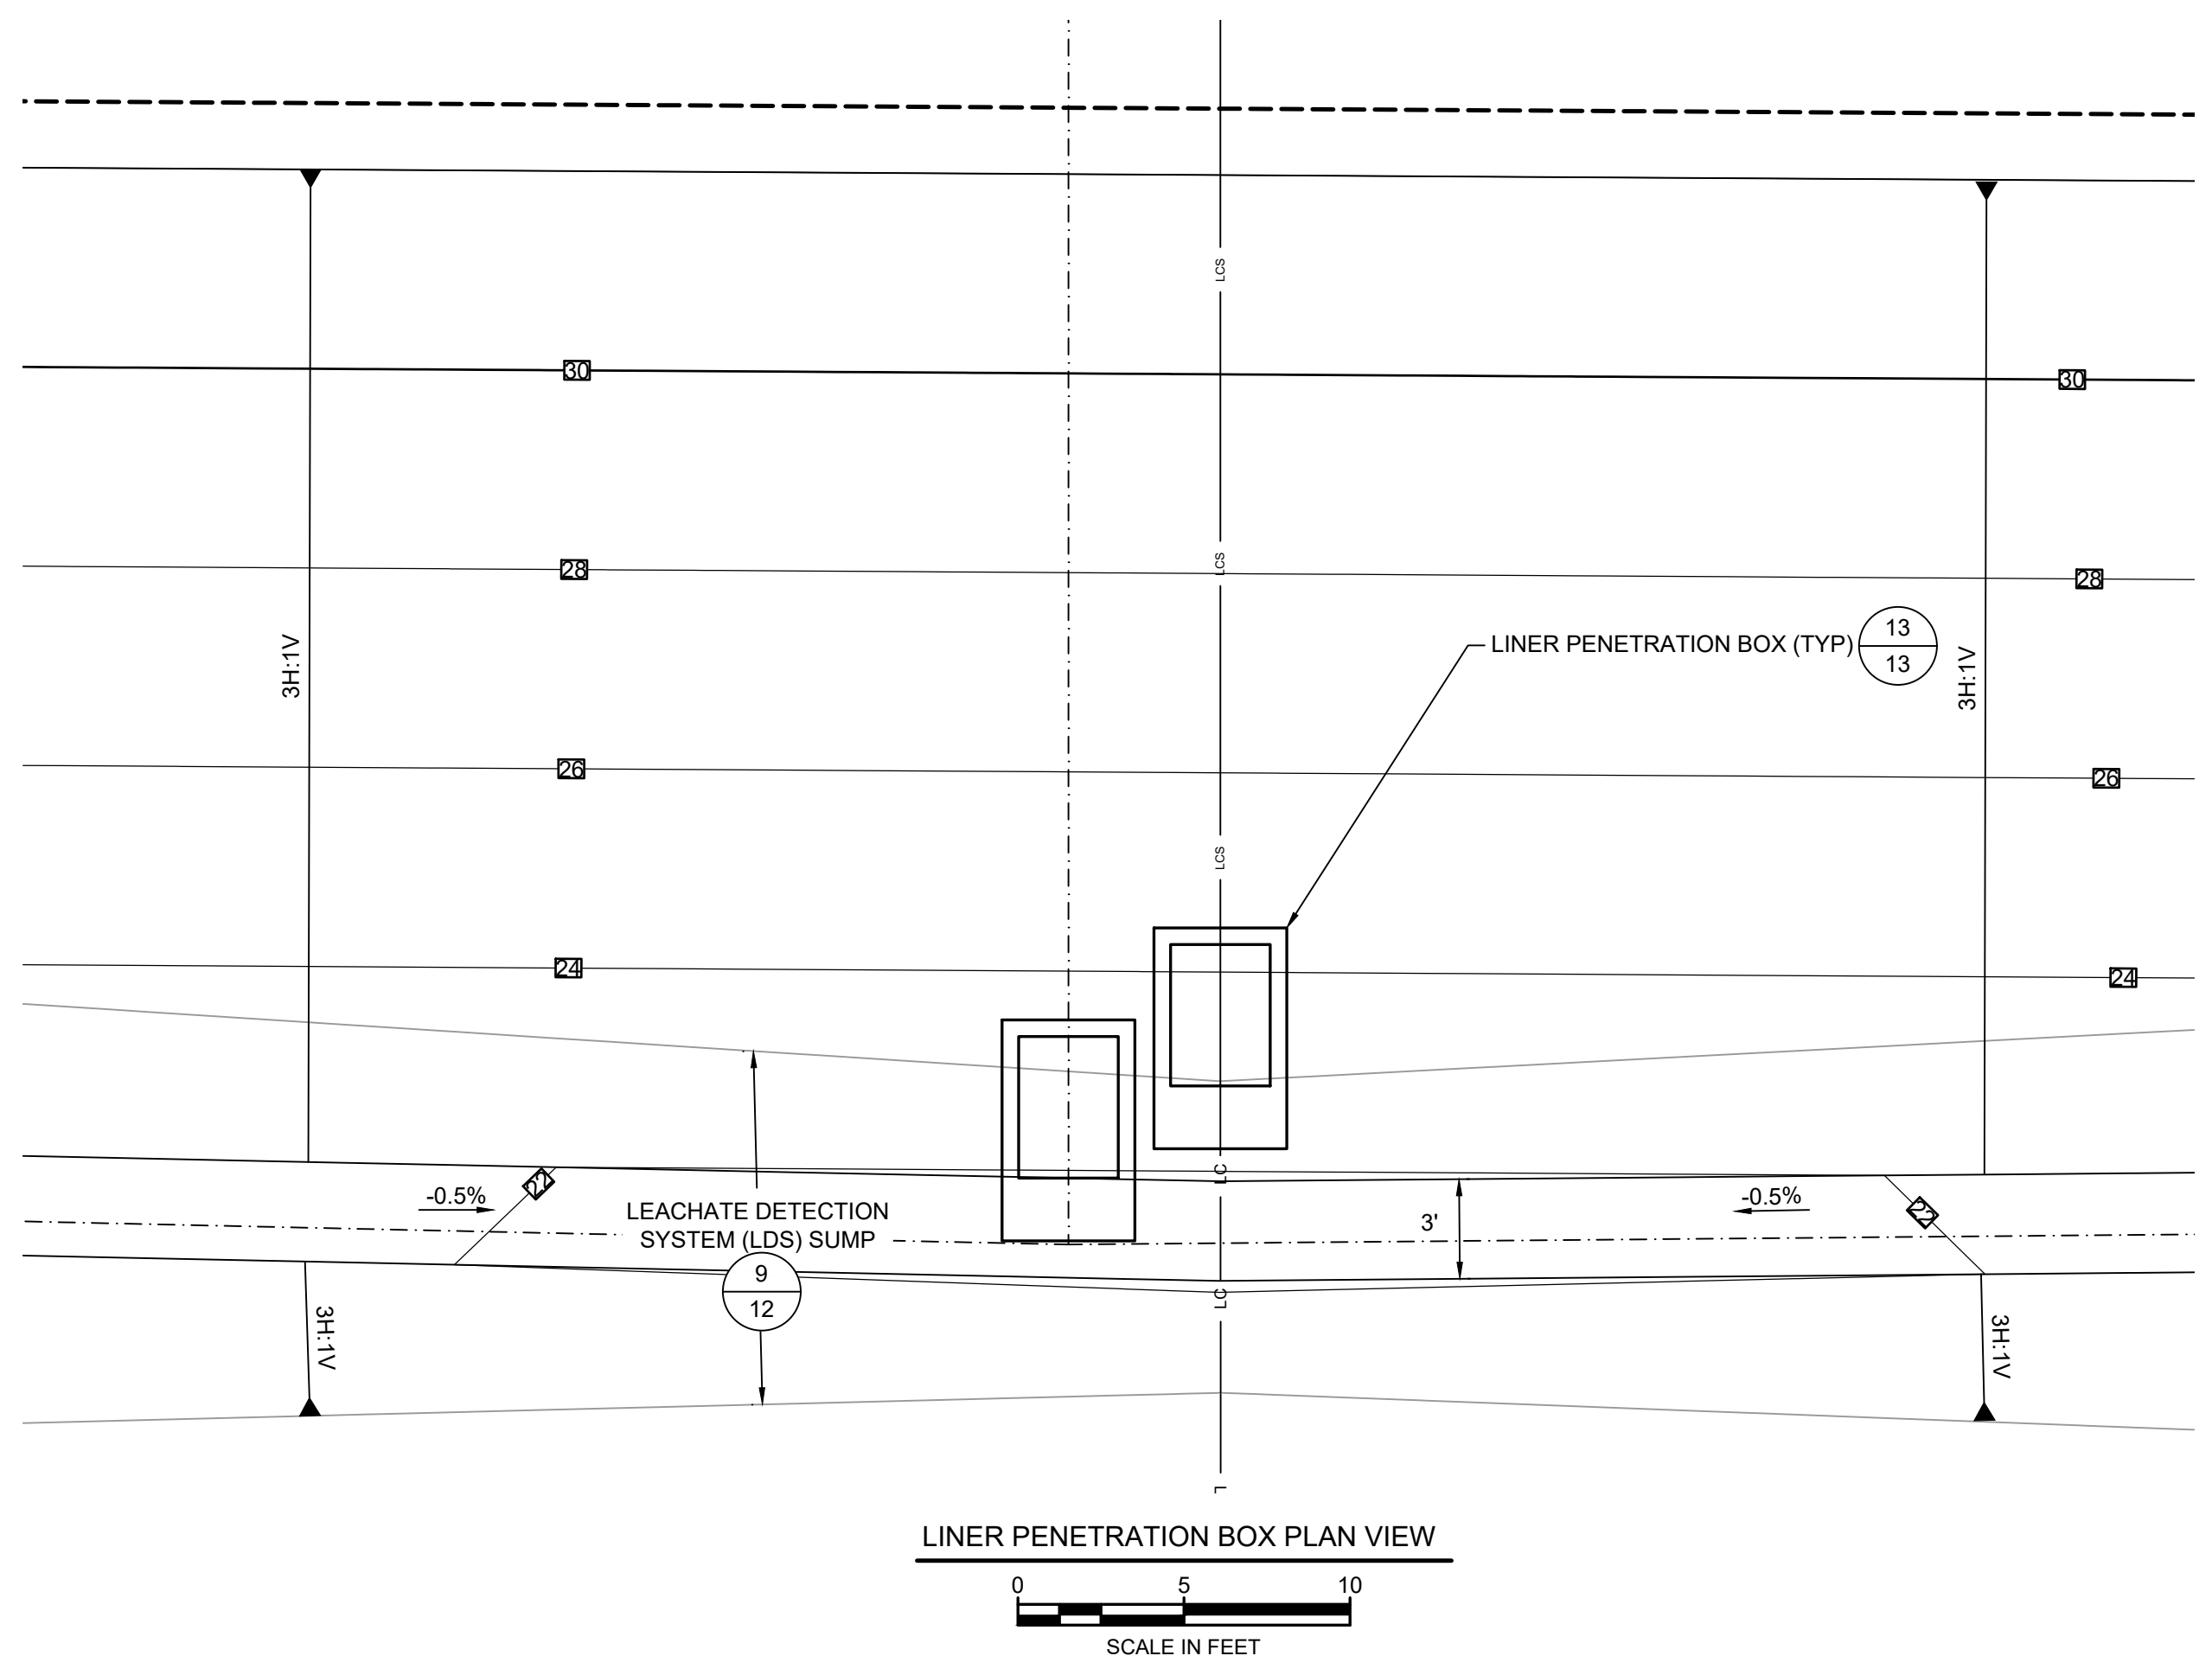 LCS
30
30
LCS
28
28
LINER PENETRATION BOX (TYP)
13
13
3H:1V
3H:1V
26
26
LCS
24
24
LC
22
-0.5%
-0.5%
22
LEACHATE DETECTION
SYSTEM (LDS) SUMP
3'
9
12
LC
3H:1V
3H:1V
L
LINER PENETRATION BOX PLAN VIEW
0
5
10
SCALE IN FEET